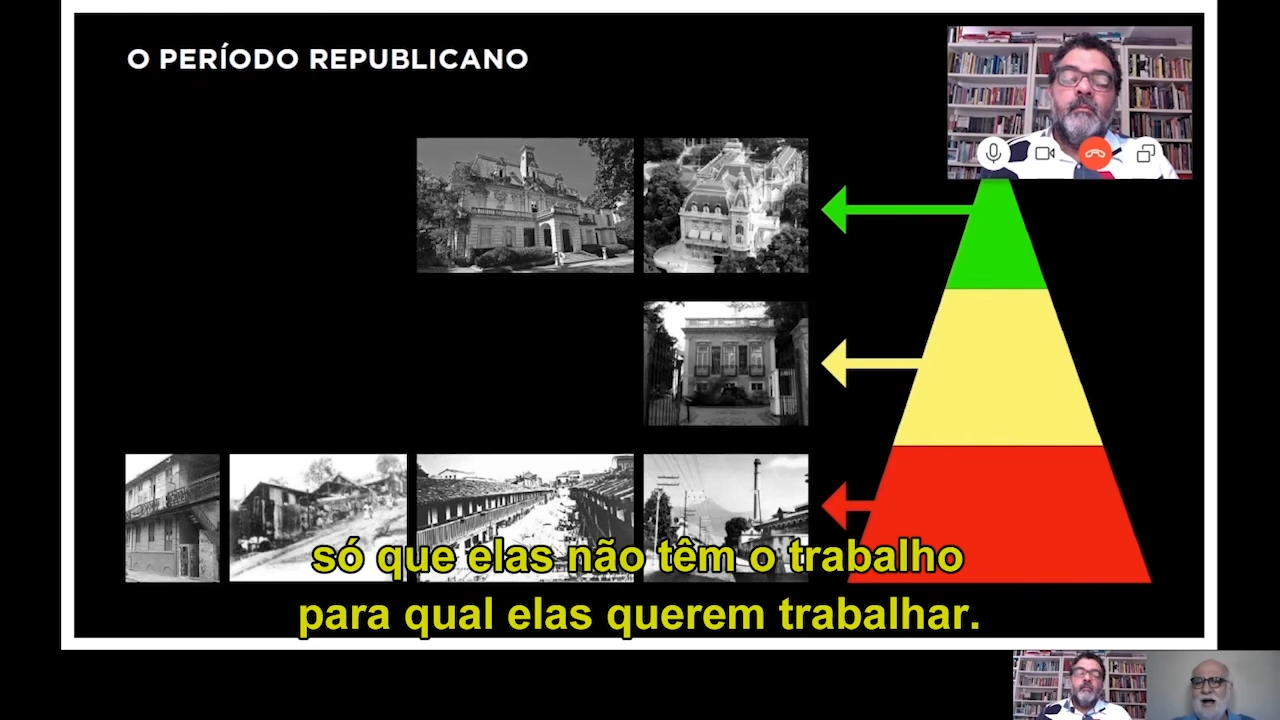 O PERÍODO REPUBLICANO
só que elas não têm o trabalho
para qual elas querem trabalhar.